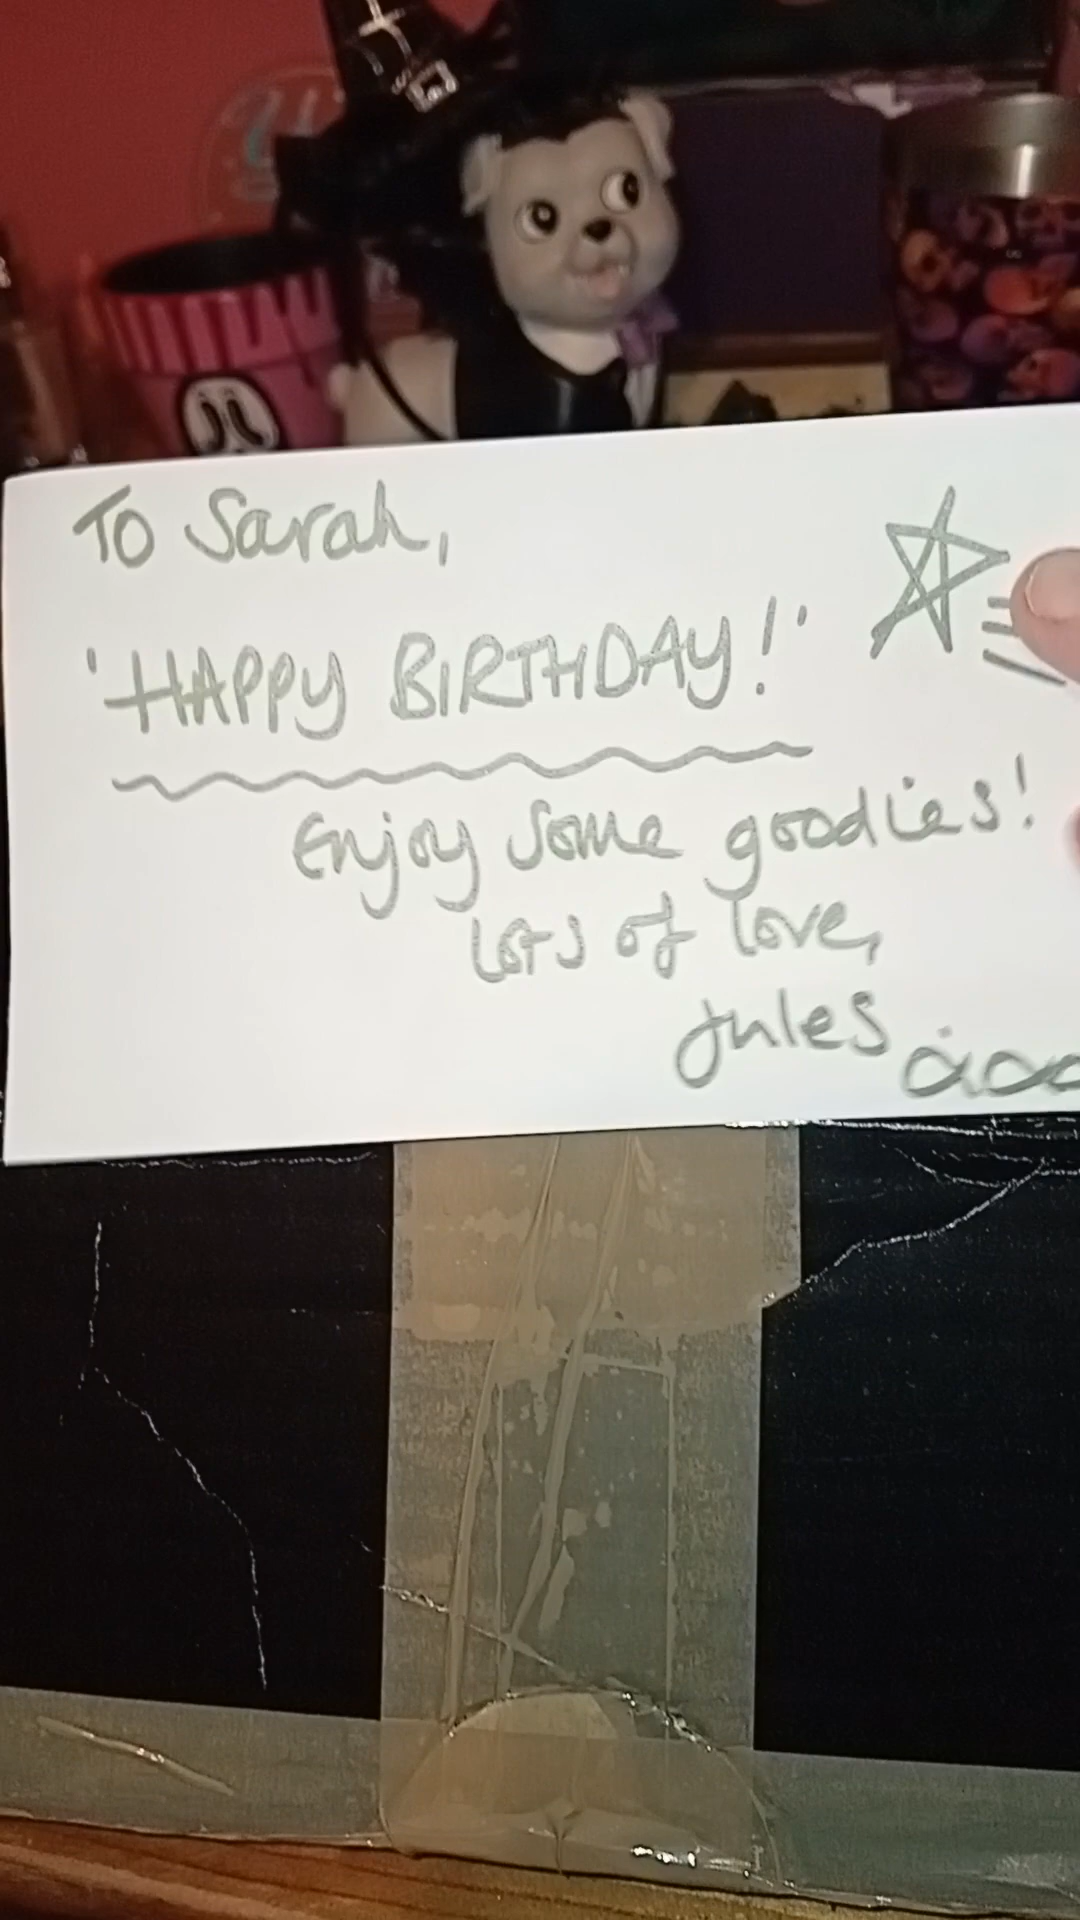 To Sarah,
'HAPPY BIRTHDAY!'
Enjoy some goodies!
Lots of love,
Jules